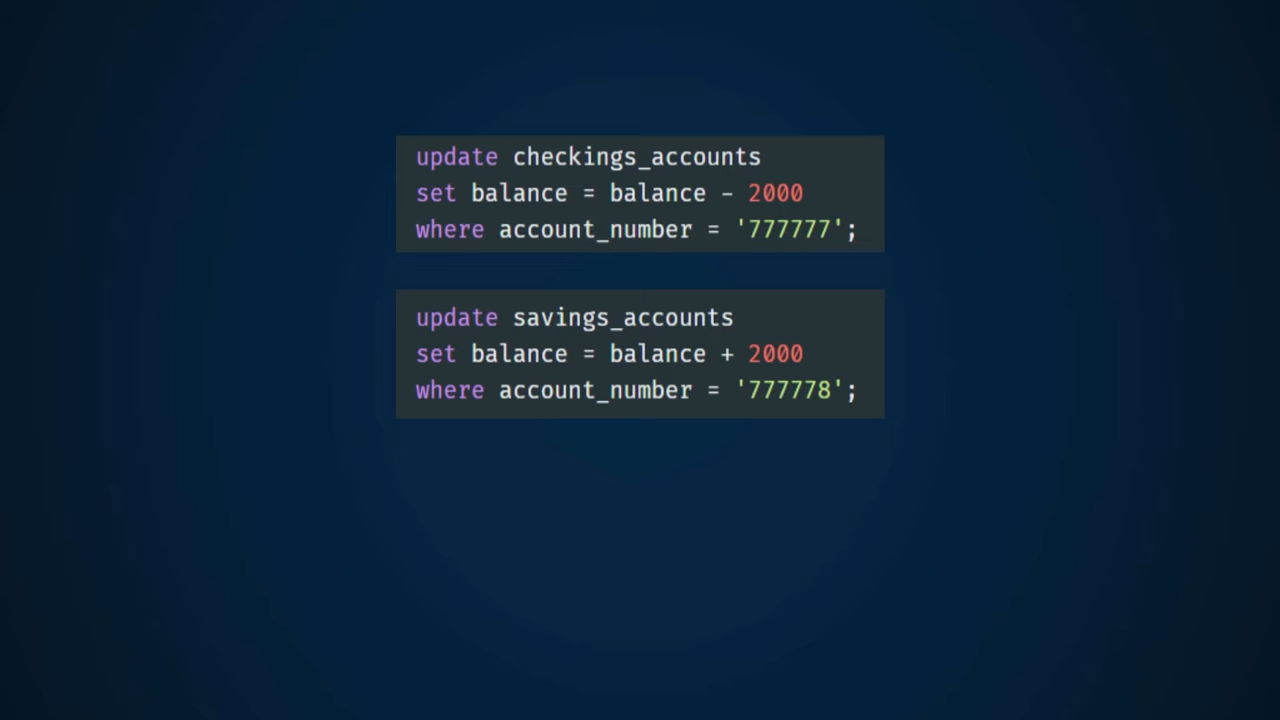 update checkings_accounts
set balance = balance - 2000
where account_number = '777777';
update savings_accounts
set balance = balance + 2000
where account_number = '777778';